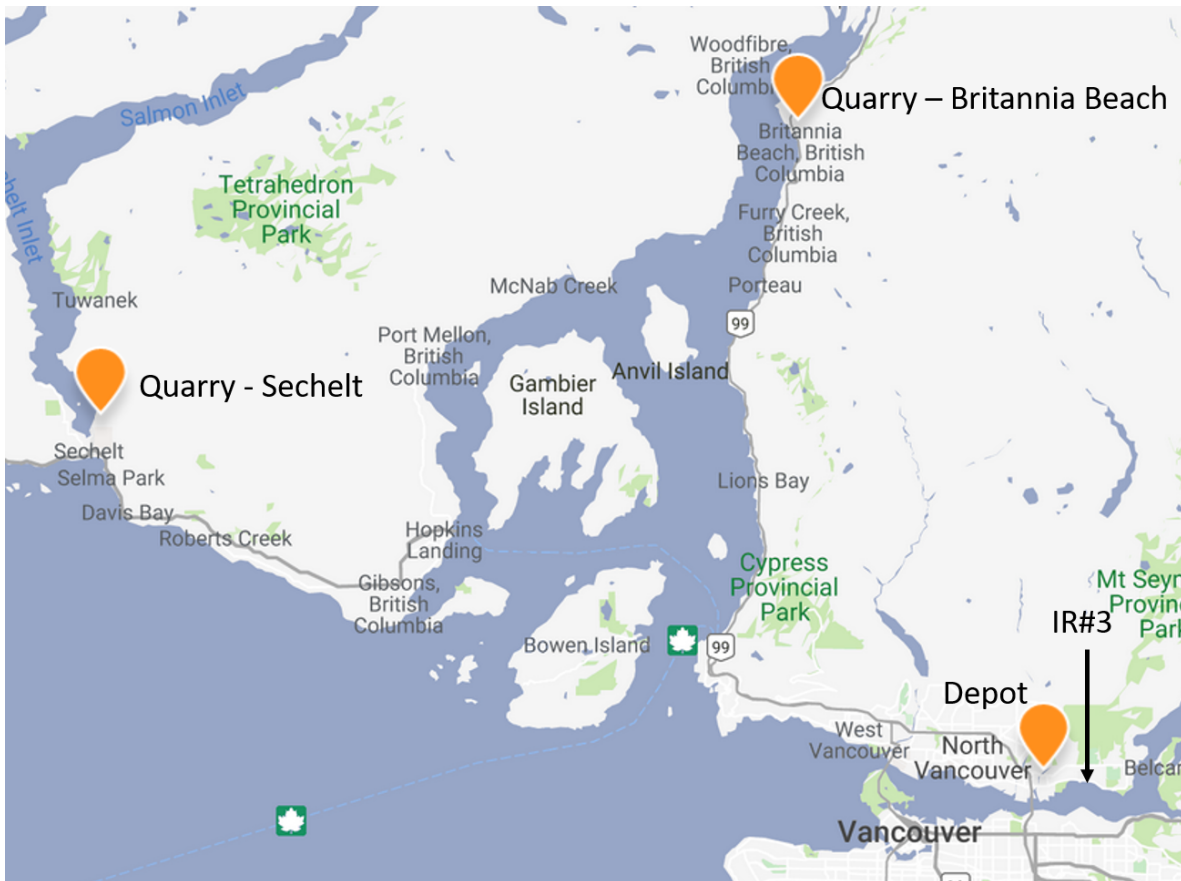 Woodfibre,
British
Columbi
Quarry – Britannia Beach
Salmon Inlet
Britannia
Beach, British
Columbia
Tetrahedron
Provincial
Park
chelt Inlet
Furry Creek,
British
Columbia
Tuwanek
McNab Creek
Porteau
99
Port Mellon,
British
Columbia
Quarry - Sechelt
Gambier
Island
Anvil Island
Sechelt
Selma Park
Lions Bay
Davis Bay
Roberts Creek
Hopkins
Landing
Gibsons,
British
Columbia
Cypress
Provincial
Park
Mt Seym
Provinc
Park
IR#3
Bowen Island
99
Depot
West
Vancouver
North
Vancouver
Belcar
Vancouver